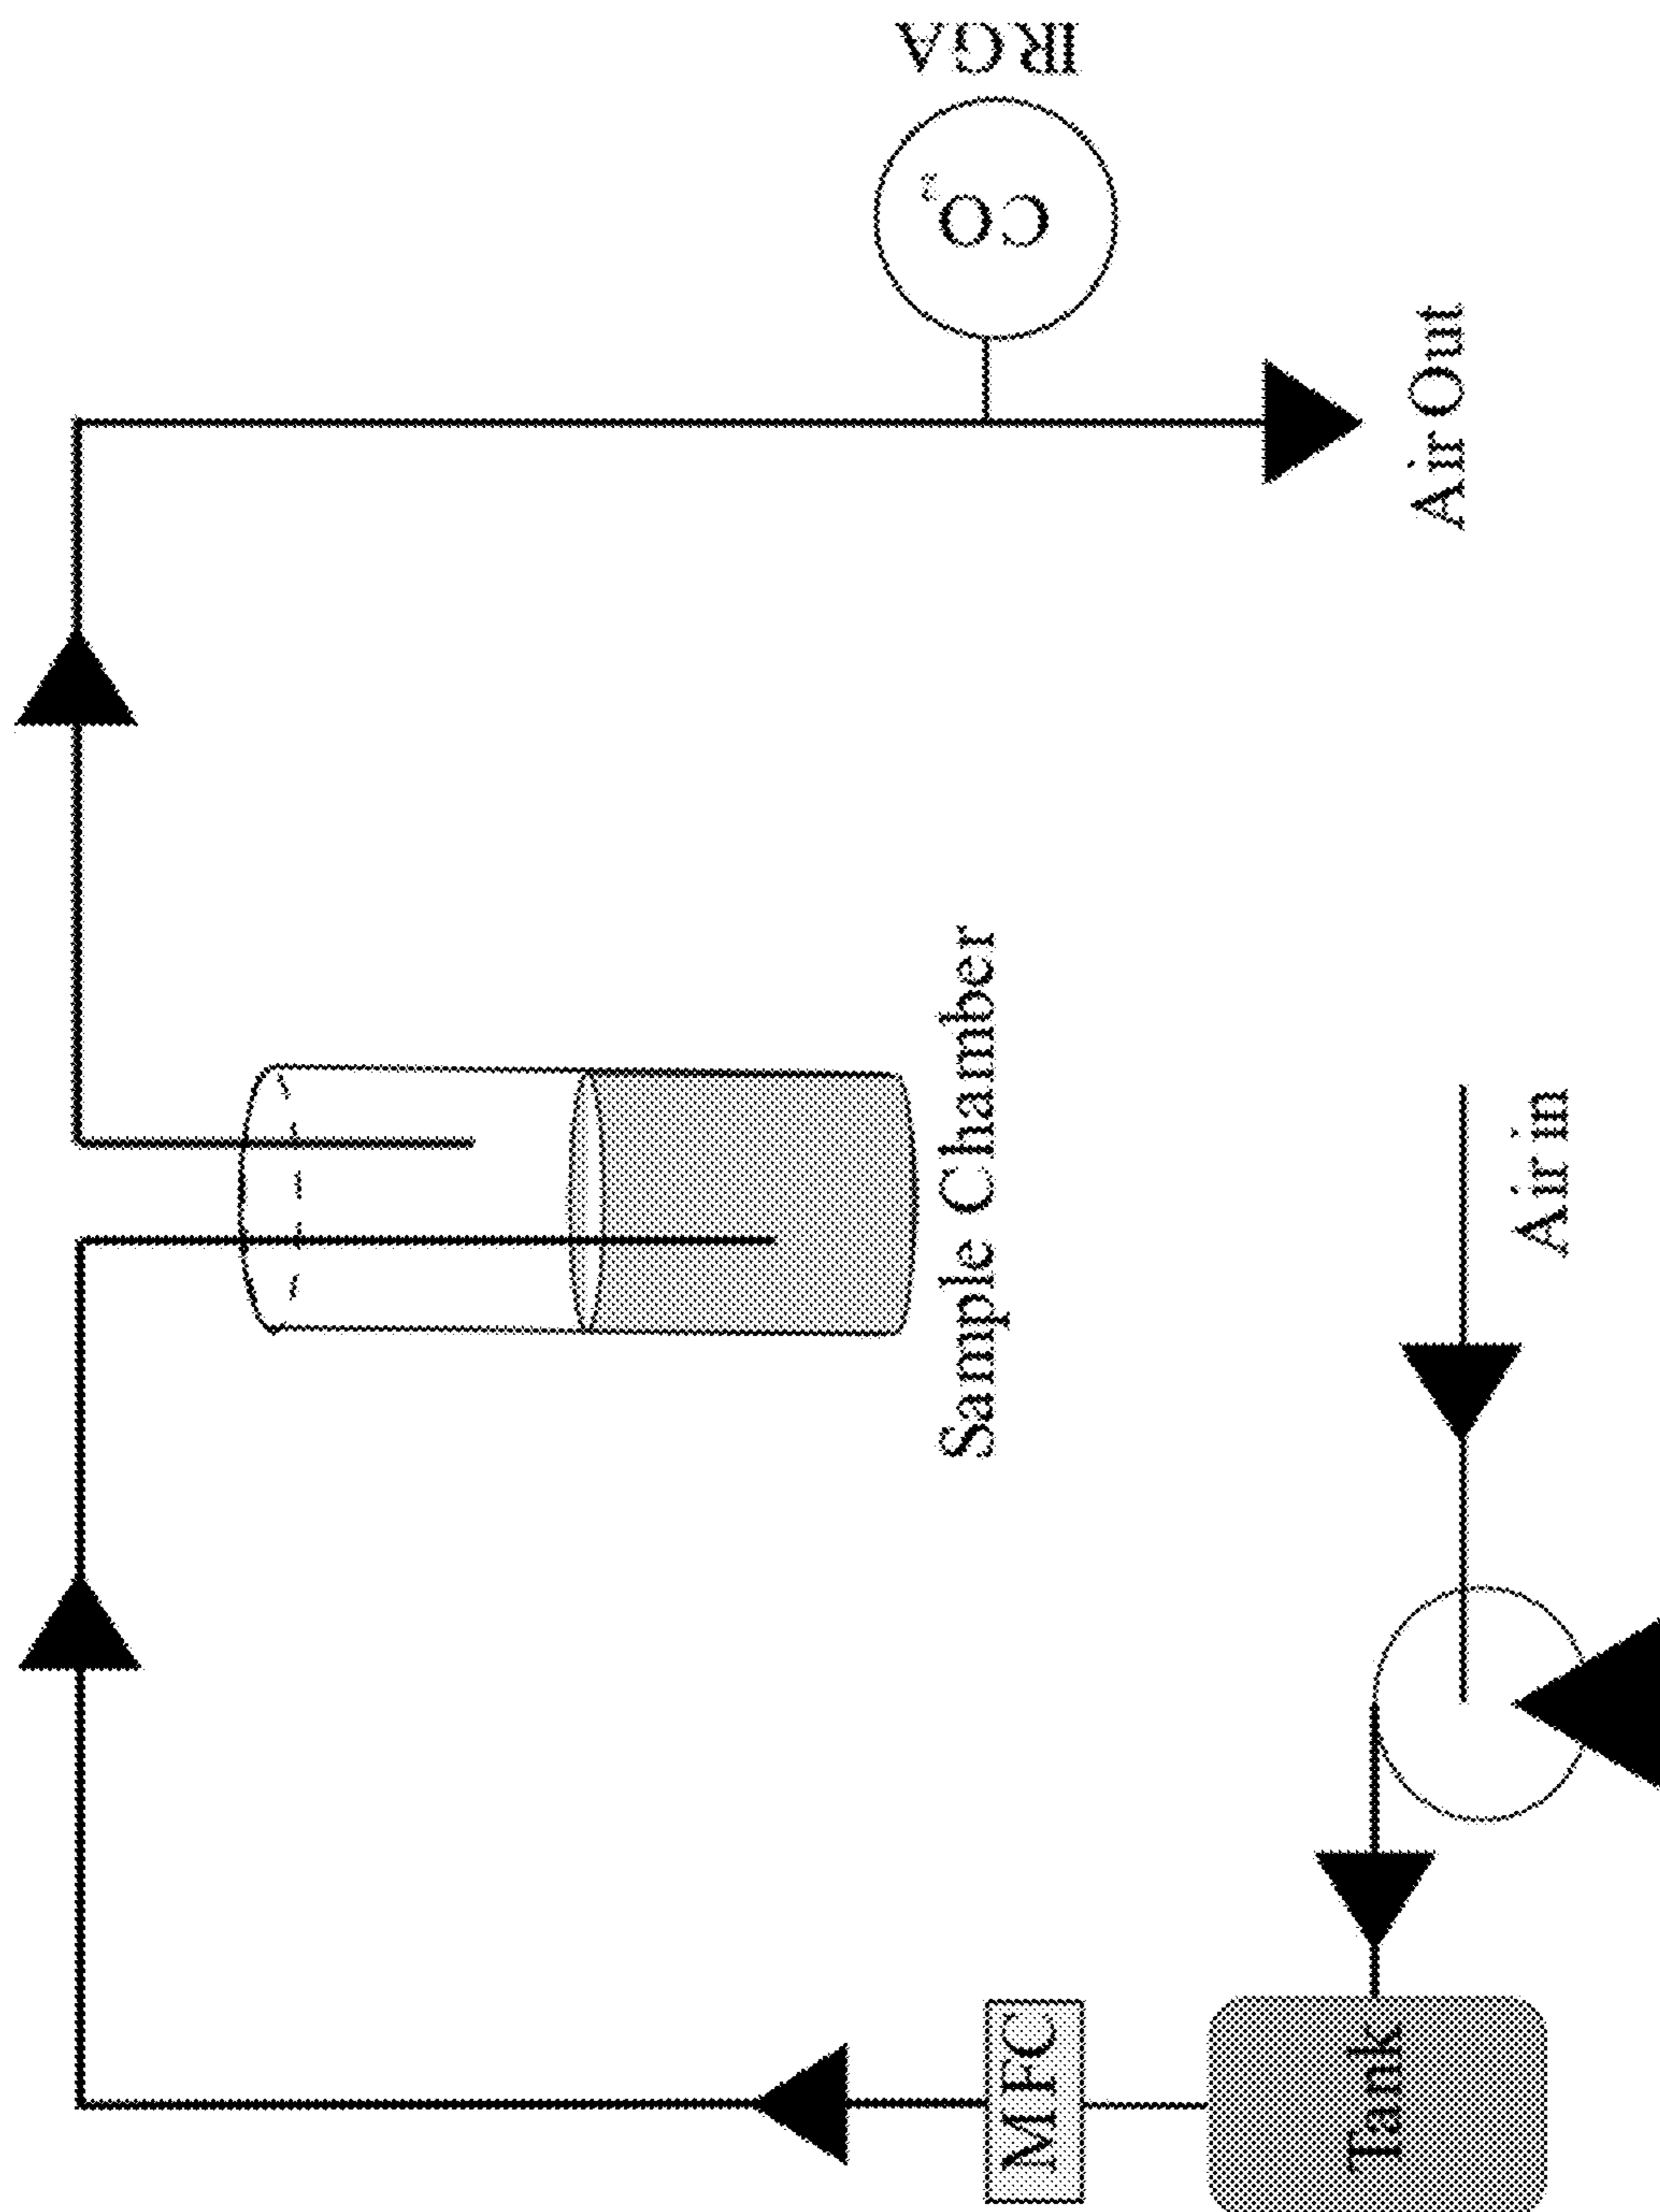 IRGA
CO₂
Air Out
Sample Chamber
Air in
MFC
Tank